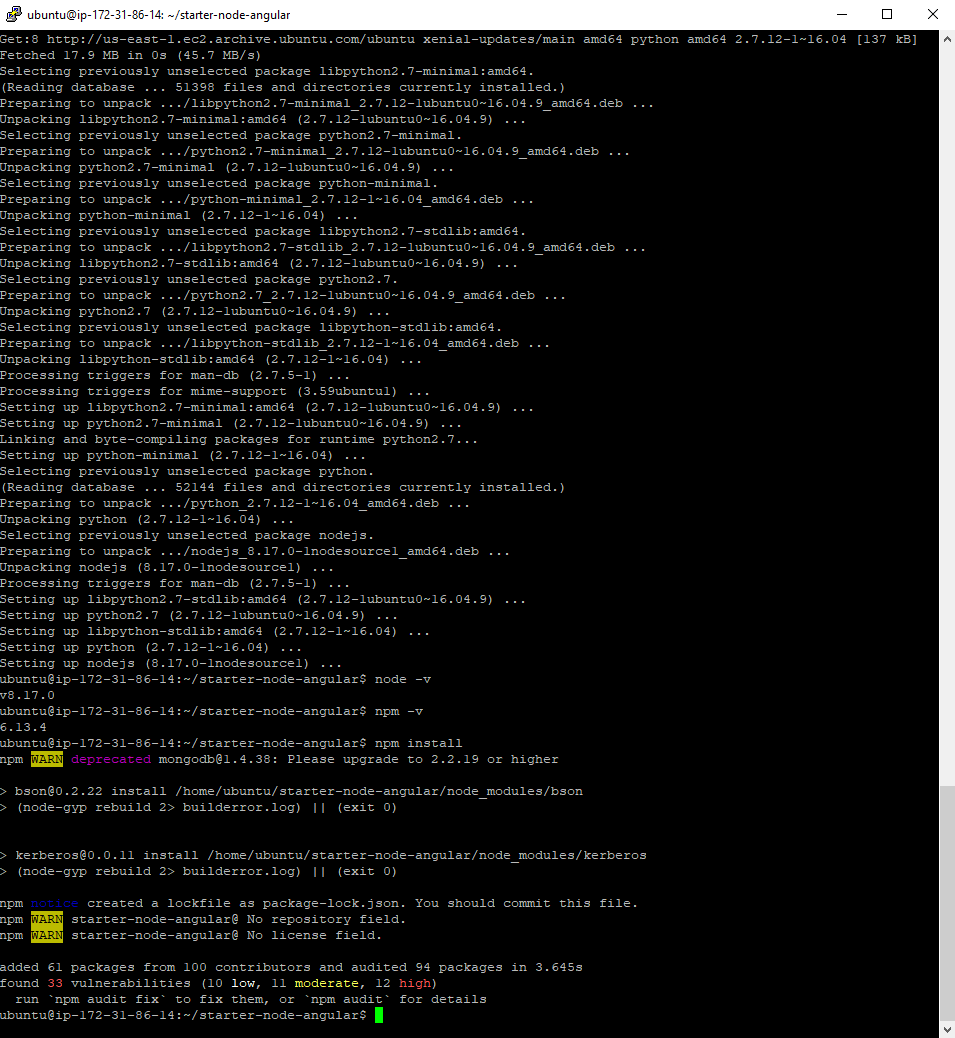 ubuntu@ip-172-31-86-14: ~/starter-node-angular
Get:8 http://us-east-1.ec2.archive.ubuntu.com/ubuntu xenial-updates/main amd64 python amd64 2.7.12-1~16.04 [137 kB]
Fetched 17.9 MB in 0s (45.7 MB/s)
Selecting previously unselected package libpython2.7-minimal:amd64.
(Reading database ... 51398 files and directories currently installed.)
Preparing to unpack .../libpython2.7-minimal_2.7.12-1ubuntu0~16.04.9_amd64.deb ...
Unpacking libpython2.7-minimal:amd64 (2.7.12-1ubuntu0~16.04.9) ...
Selecting previously unselected package python2.7-minimal.
Preparing to unpack .../python2.7-minimal_2.7.12-1ubuntu0~16.04.9_amd64.deb ...
Unpacking python2.7-minimal (2.7.12-1ubuntu0~16.04.9) ...
Selecting previously unselected package python-minimal.
Preparing to unpack .../python-minimal_2.7.12-1~16.04_amd64.deb ...
Unpacking python-minimal (2.7.12-1~16.04) ...
Selecting previously unselected package libpython2.7-stdlib:amd64.
Preparing to unpack .../libpython2.7-stdlib_2.7.12-1ubuntu0~16.04.9_amd64.deb ...
Unpacking libpython2.7-stdlib:amd64 (2.7.12-1ubuntu0~16.04.9) ...
Selecting previously unselected package python2.7.
Preparing to unpack .../python2.7_2.7.12-1ubuntu0~16.04.9_amd64.deb ...
Unpacking python2.7 (2.7.12-1ubuntu0~16.04.9) ...
Selecting previously unselected package libpython-stdlib:amd64.
Preparing to unpack .../libpython-stdlib_2.7.12-1~16.04_amd64.deb ...
Unpacking libpython-stdlib:amd64 (2.7.12-1~16.04) ...
Processing triggers for man-db (2.7.5-1) ...
Processing triggers for mime-support (3.59ubuntu1) ...
Setting up libpython2.7-minimal:amd64 (2.7.12-1ubuntu0~16.04.9) ...
Setting up python2.7-minimal (2.7.12-1ubuntu0~16.04.9) ...
Linking and byte-compiling packages for runtime python2.7...
Setting up python-minimal (2.7.12-1~16.04) ...
Selecting previously unselected package python.
(Reading database ... 52144 files and directories currently installed.)
Preparing to unpack .../python_2.7.12-1~16.04_amd64.deb ...
Unpacking python (2.7.12-1~16.04) ...
Selecting previously unselected package nodejs.
Preparing to unpack .../nodejs_8.17.0-1nodesource1_amd64.deb ...
Unpacking nodejs (8.17.0-1nodesource1) ...
Processing triggers for man-db (2.7.5-1) ...
Setting up libpython2.7-stdlib:amd64 (2.7.12-1ubuntu0~16.04.9) ...
Setting up python2.7 (2.7.12-1ubuntu0~16.04.9) ...
Setting up libpython-stdlib:amd64 (2.7.12-1~16.04) ...
Setting up python (2.7.12-1~16.04) ...
Setting up nodejs (8.17.0-1nodesource1) ...
ubuntu@ip-172-31-86-14:~/starter-node-angular$ node -v
v8.17.0
ubuntu@ip-172-31-86-14:~/starter-node-angular$ npm -v
6.13.4
ubuntu@ip-172-31-86-14:~/starter-node-angular$ npm install
npm WARN deprecated mongodb@1.4.38: Please upgrade to 2.2.19 or higher
> bson@0.2.22 install /home/ubuntu/starter-node-angular/node_modules/bson
> (node-gyp rebuild 2> builderror.log) || (exit 0)
> kerberos@0.0.11 install /home/ubuntu/starter-node-angular/node_modules/kerberos
> (node-gyp rebuild 2> builderror.log) || (exit 0)
npm notice created a lockfile as package-lock.json. You should commit this file.
npm WARN starter-node-angular@ No repository field.
npm WARN starter-node-angular@ No license field.
added 61 packages from 100 contributors and audited 94 packages in 3.645s
found 33 vulnerabilities (10 low, 11 moderate, 12 high)
run `npm audit fix` to fix them, or `npm audit` for details
ubuntu@ip-172-31-86-14:~/starter-node-angular$